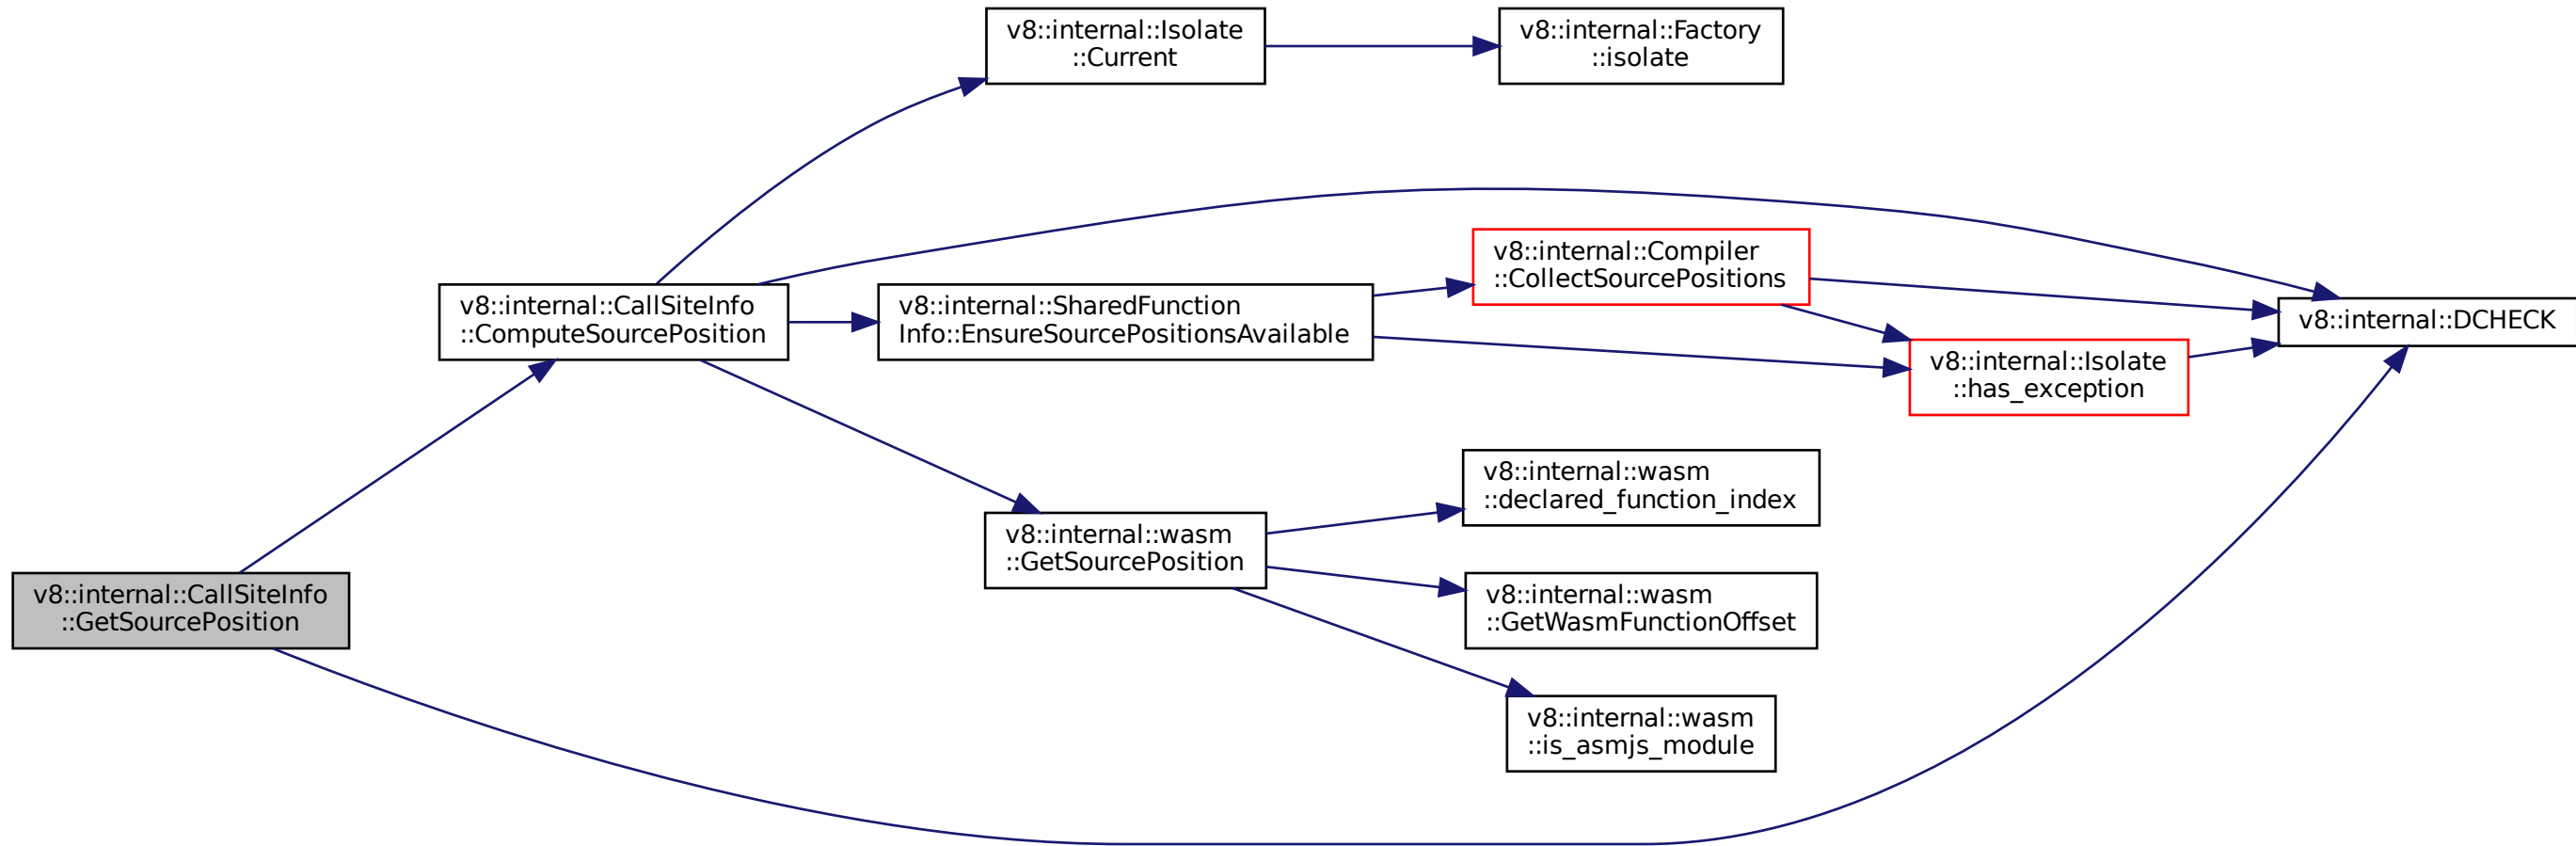 v8::internal::Isolate
::Current
v8::internal::Factory
::isolate
v8::internal::Compiler
::CollectSourcePositions
v8::internal::CallSiteInfo
::ComputeSourcePosition
v8::internal::SharedFunction
Info::EnsureSourcePositionsAvailable
v8::internal::DCHECK
v8::internal::Isolate
::has_exception
v8::internal::wasm
::declared_function_index
v8::internal::wasm
::GetSourcePosition
v8::internal::CallSiteInfo
::GetSourcePosition
v8::internal::wasm
::GetWasmFunctionOffset
v8::internal::wasm
::is_asmjs_module